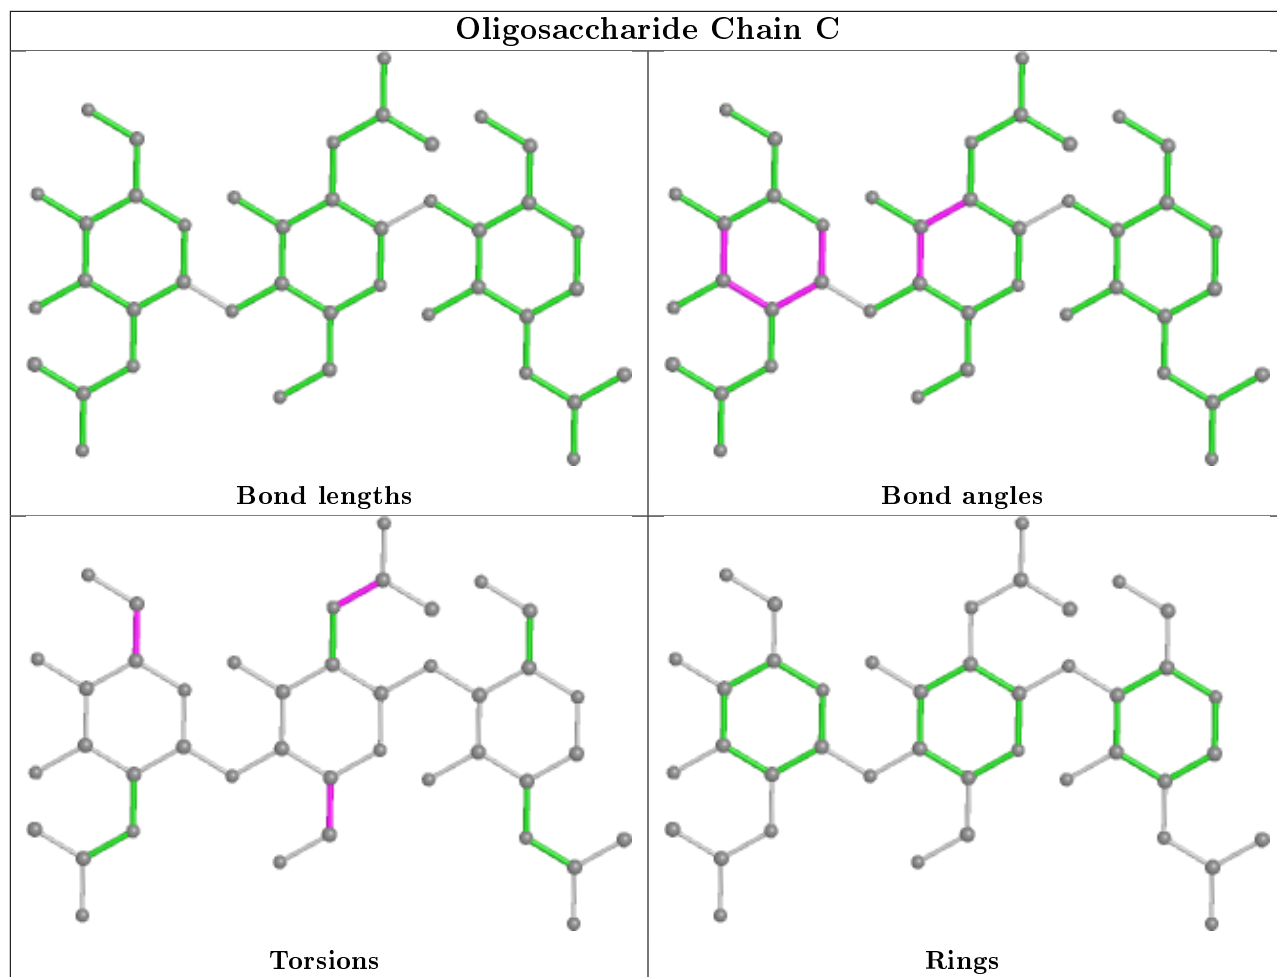 Oligosaccharide Chain C
Bond lengths
Bond angles
Torsions
Rings